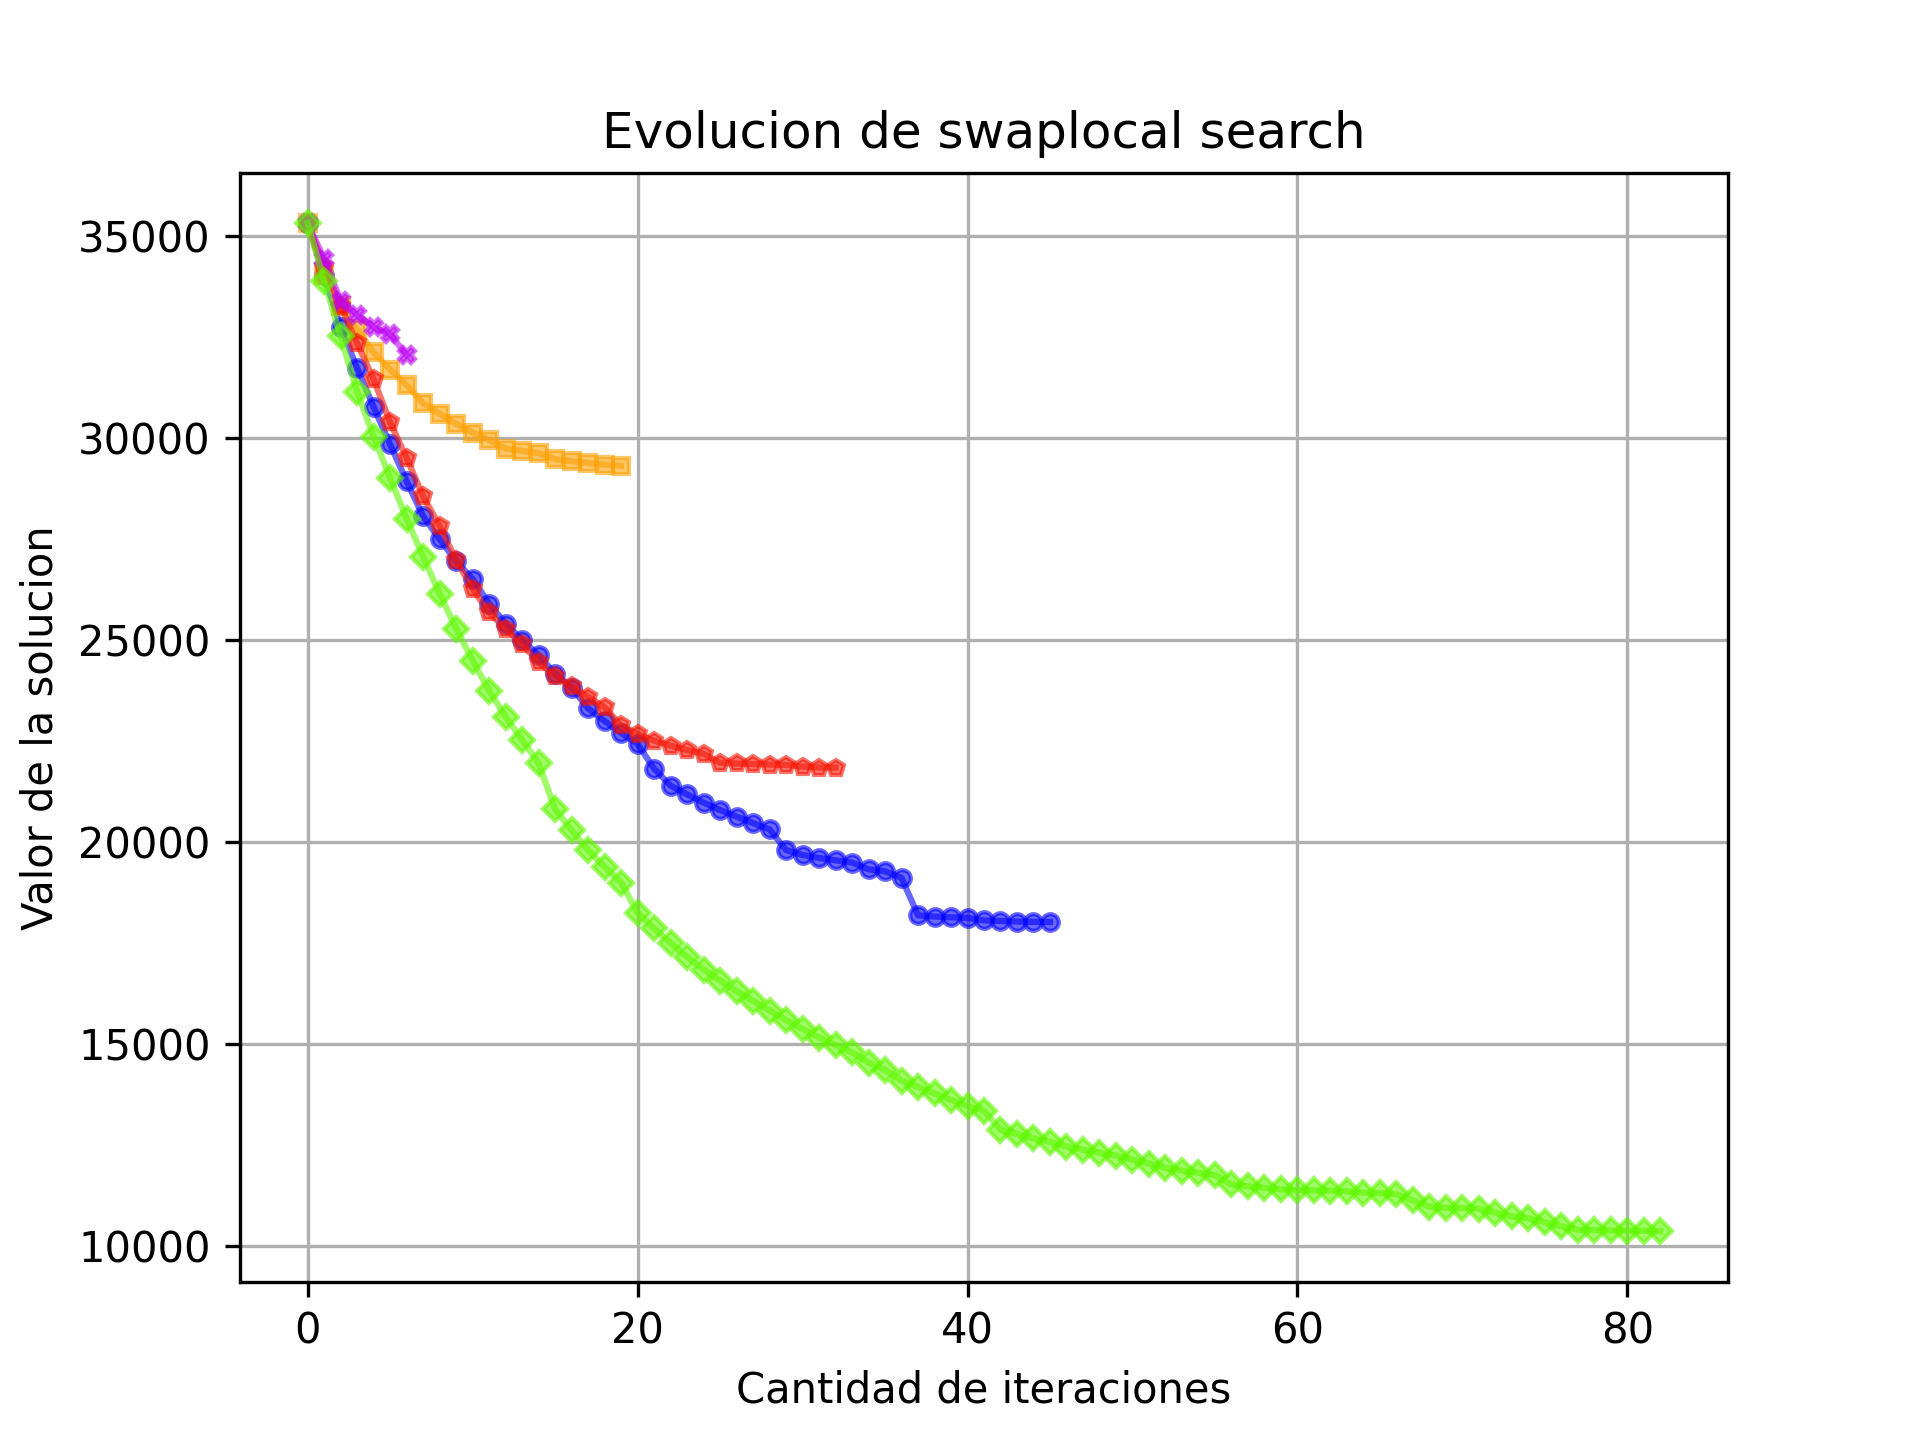 Evolucion de swaplocal search
Valor de la solucion
35000
30000
25000
20000
15000
10000
0 20 40 60 80
Cantidad de iteraciones